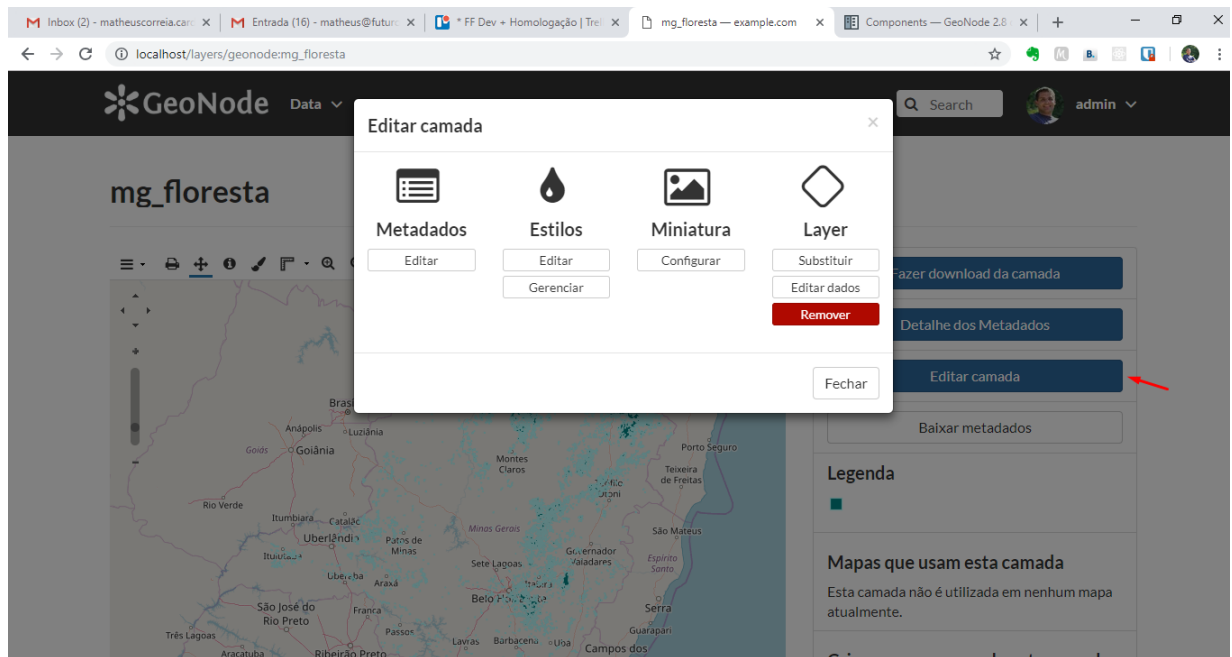 Inbox (2) - matheuscorreia.card
Entrada (16) - matheus@futuro
* FF Dev + Homologação | Trell
mg_floresta — example.com
Components — GeoNode 2.8
localhost/layers/geonode:mg_floresta
GeoNode
Data
Search
admin
mg_floresta
Editar camada
Metadados
Estilos
Miniatura
Layer
Editar
Editar
Configurar
Substituir
Gerenciar
Editar dados
Remover
Fechar
Fazer download da camada
Detalhe dos Metadados
Editar camada
Baixar metadados
Legenda
Mapas que usam esta camada
Esta camada não é utilizada em nenhum mapa
atualmente.
Anápolis
Luziânia
Goiás
Goiânia
Porto Seguro
Montes
Claros
Teixeira
de Freitas
Rio Verde
Itumbiara
Catalão
Uberlândia
Patos de
Minas
Minas Gerais
São Mateus
Governador
Valadares
Espírito
Santo
Sete Lagoas
Uberaba
Araxá
Itabira
Belo Horizonte
São José do
Rio Preto
Franca
Serra
Três Lagoas
Passos
Guarapari
Lavras
Barbacena
Ubá
Campos dos
Araçatuba
Ribeirão Preto